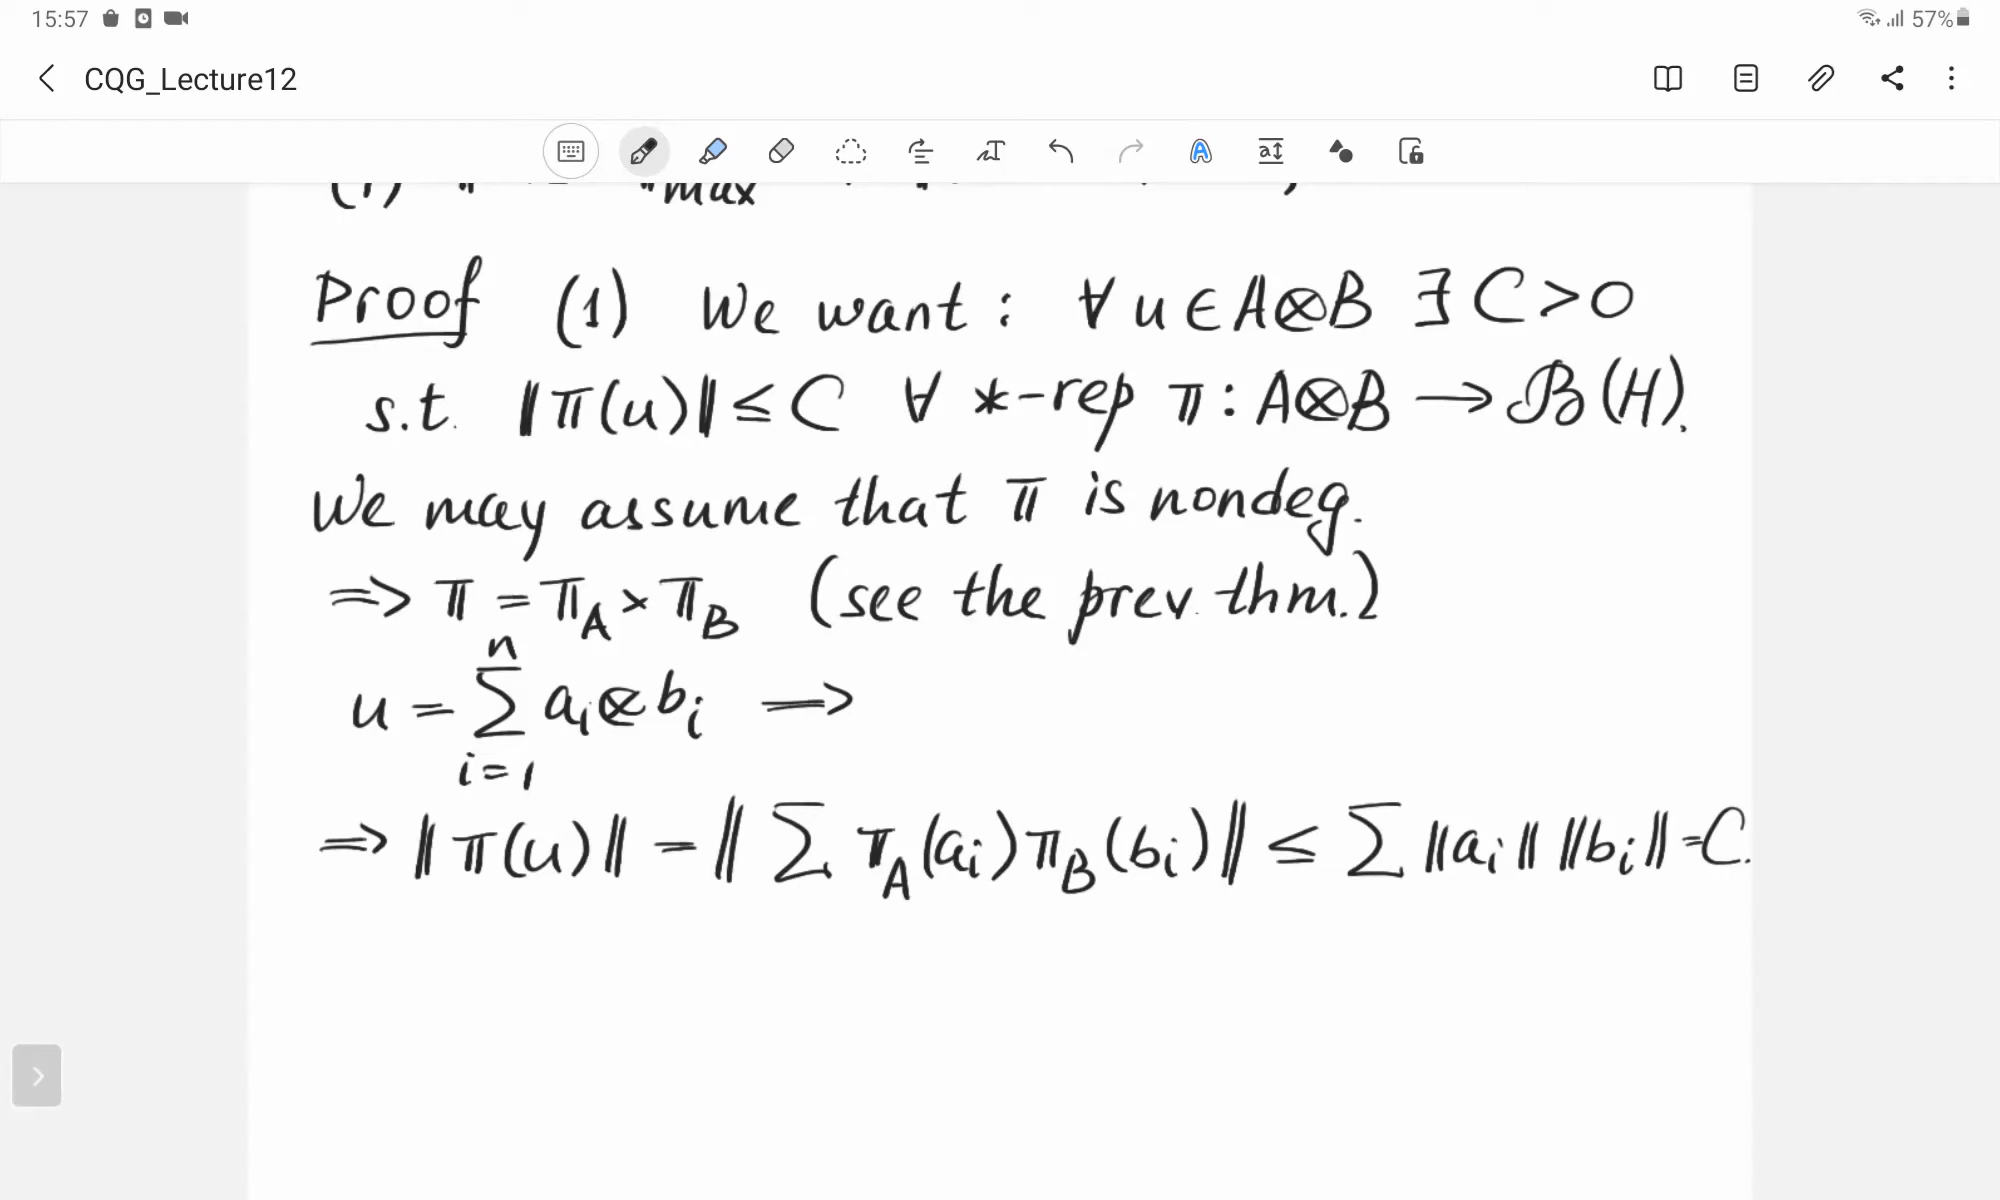 15:57 57%
CQG_Lecture12
max
Proof (1) We want : ∀ u ∈ A⊗B ∃ C > 0
s.t. ‖π(u)‖ ≤ C ∀ *-rep π : A⊗B → ℬ(H).
We may assume that π is nondeg.
⇒ π = π_A × π_B (see the prev. thm.)
u = ∑_{i=1}^{n} a_i ⊗ b_i ⇒
⇒ ‖π(u)‖ = ‖ ∑ π_A(a_i) π_B(b_i) ‖ ≤ ∑ ‖a_i‖ ‖b_i‖ = C.